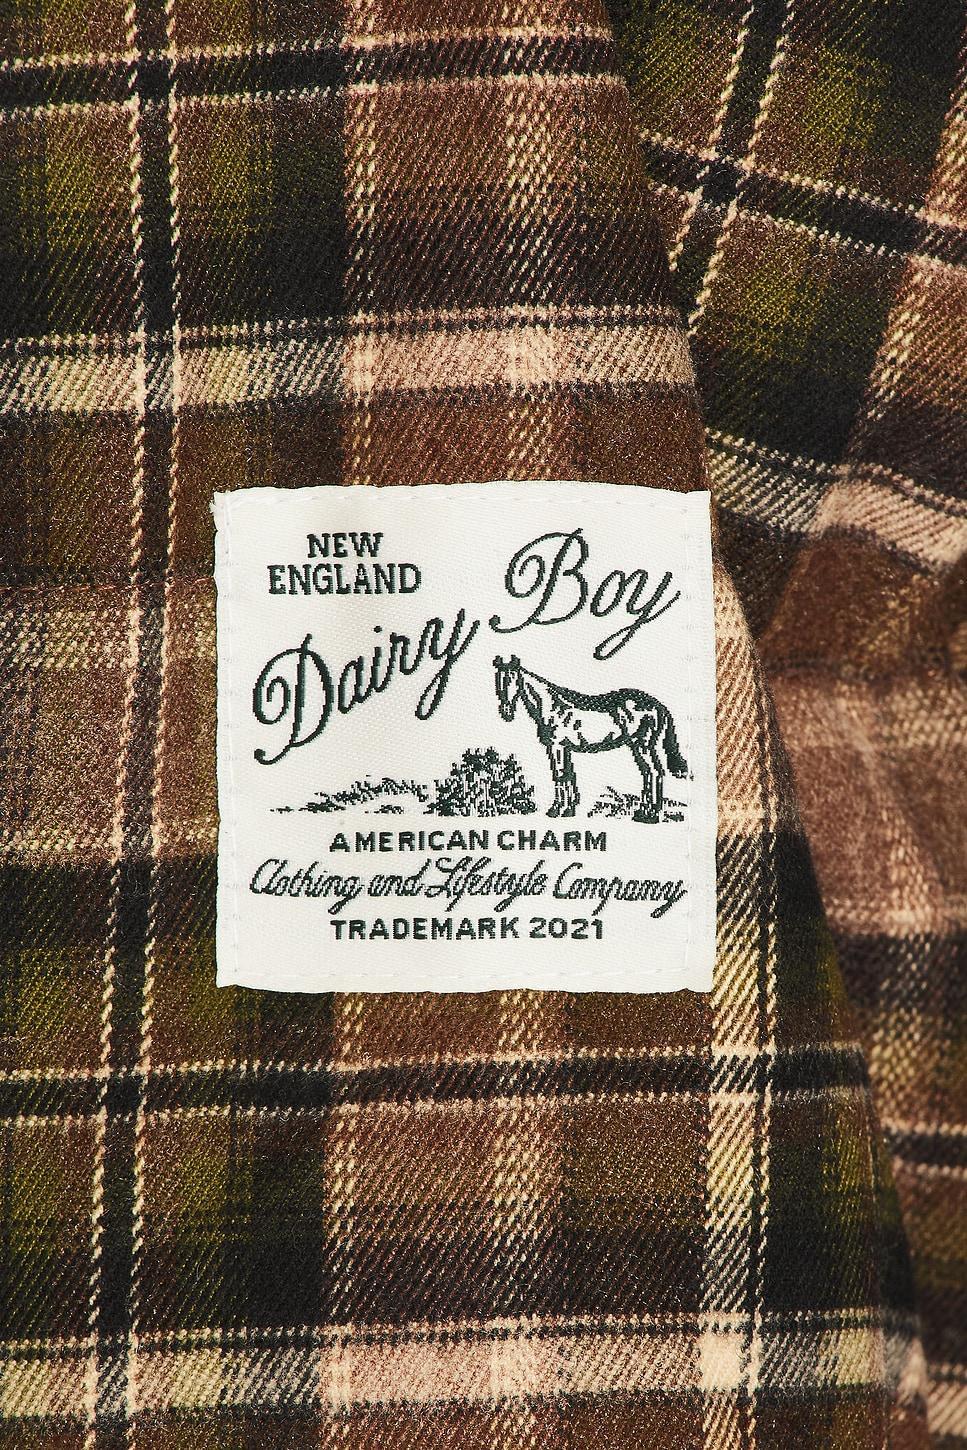 NEW
ENGLAND
Dairy Boy
AMERICAN CHARM
Clothing and Lifestyle Company
TRADEMARK 2021